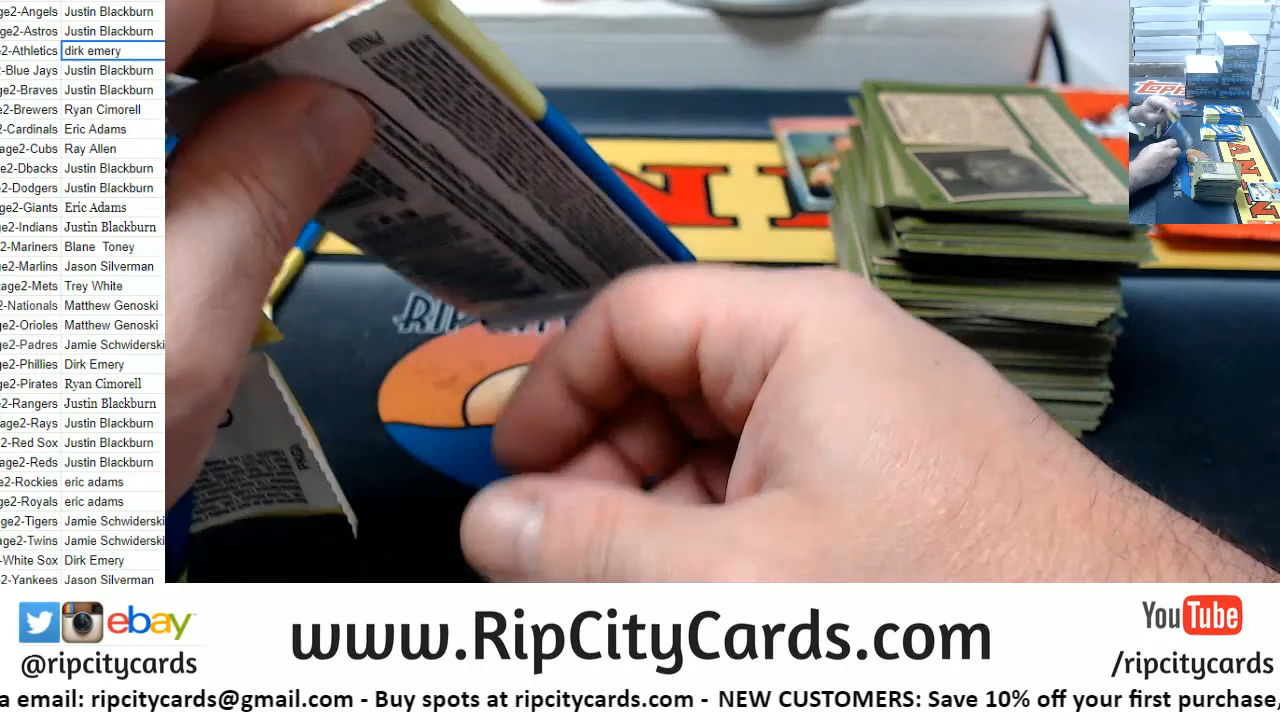 ge2-Angels Justin Blackburn
ge2-Astros Justin Blackburn
2-Athletics dirk emery
2-Blue Jays Justin Blackburn
e2-Braves Justin Blackburn
e2-Brewers Ryan Cimorell
2-Cardinals Eric Adams
age2-Cubs Ray Allen
e2-Dbacks Justin Blackburn
e2-Dodgers Justin Blackburn
ge2-Giants Eric Adams
ge2-Indians Justin Blackburn
e2-Mariners Blane Toney
e2-Marlins Jason Silverman
tage2-Mets Trey White
2-Nationals Matthew Genoski
e2-Orioles Matthew Genoski
ge2-Padres Jamie Schwiderski
e2-Phillies Dirk Emery
ge2-Pirates Ryan Cimorell
e2-Rangers Justin Blackburn
tage2-Rays Justin Blackburn
2-Red Sox Justin Blackburn
age2-Reds Justin Blackburn
e2-Rockies eric adams
ge2-Royals eric adams
ge2-Tigers Jamie Schwiderski
ge2-Twins Jamie Schwiderski
-White Sox Dirk Emery
2-Yankees Jason Silverman
RIP
ebay
@ripcitycards
www.RipCityCards.com
YouTube
/ripcitycards
a email: ripcitycards@gmail.com - Buy spots at ripcitycards.com - NEW CUSTOMERS: Save 10% off your first purchase,